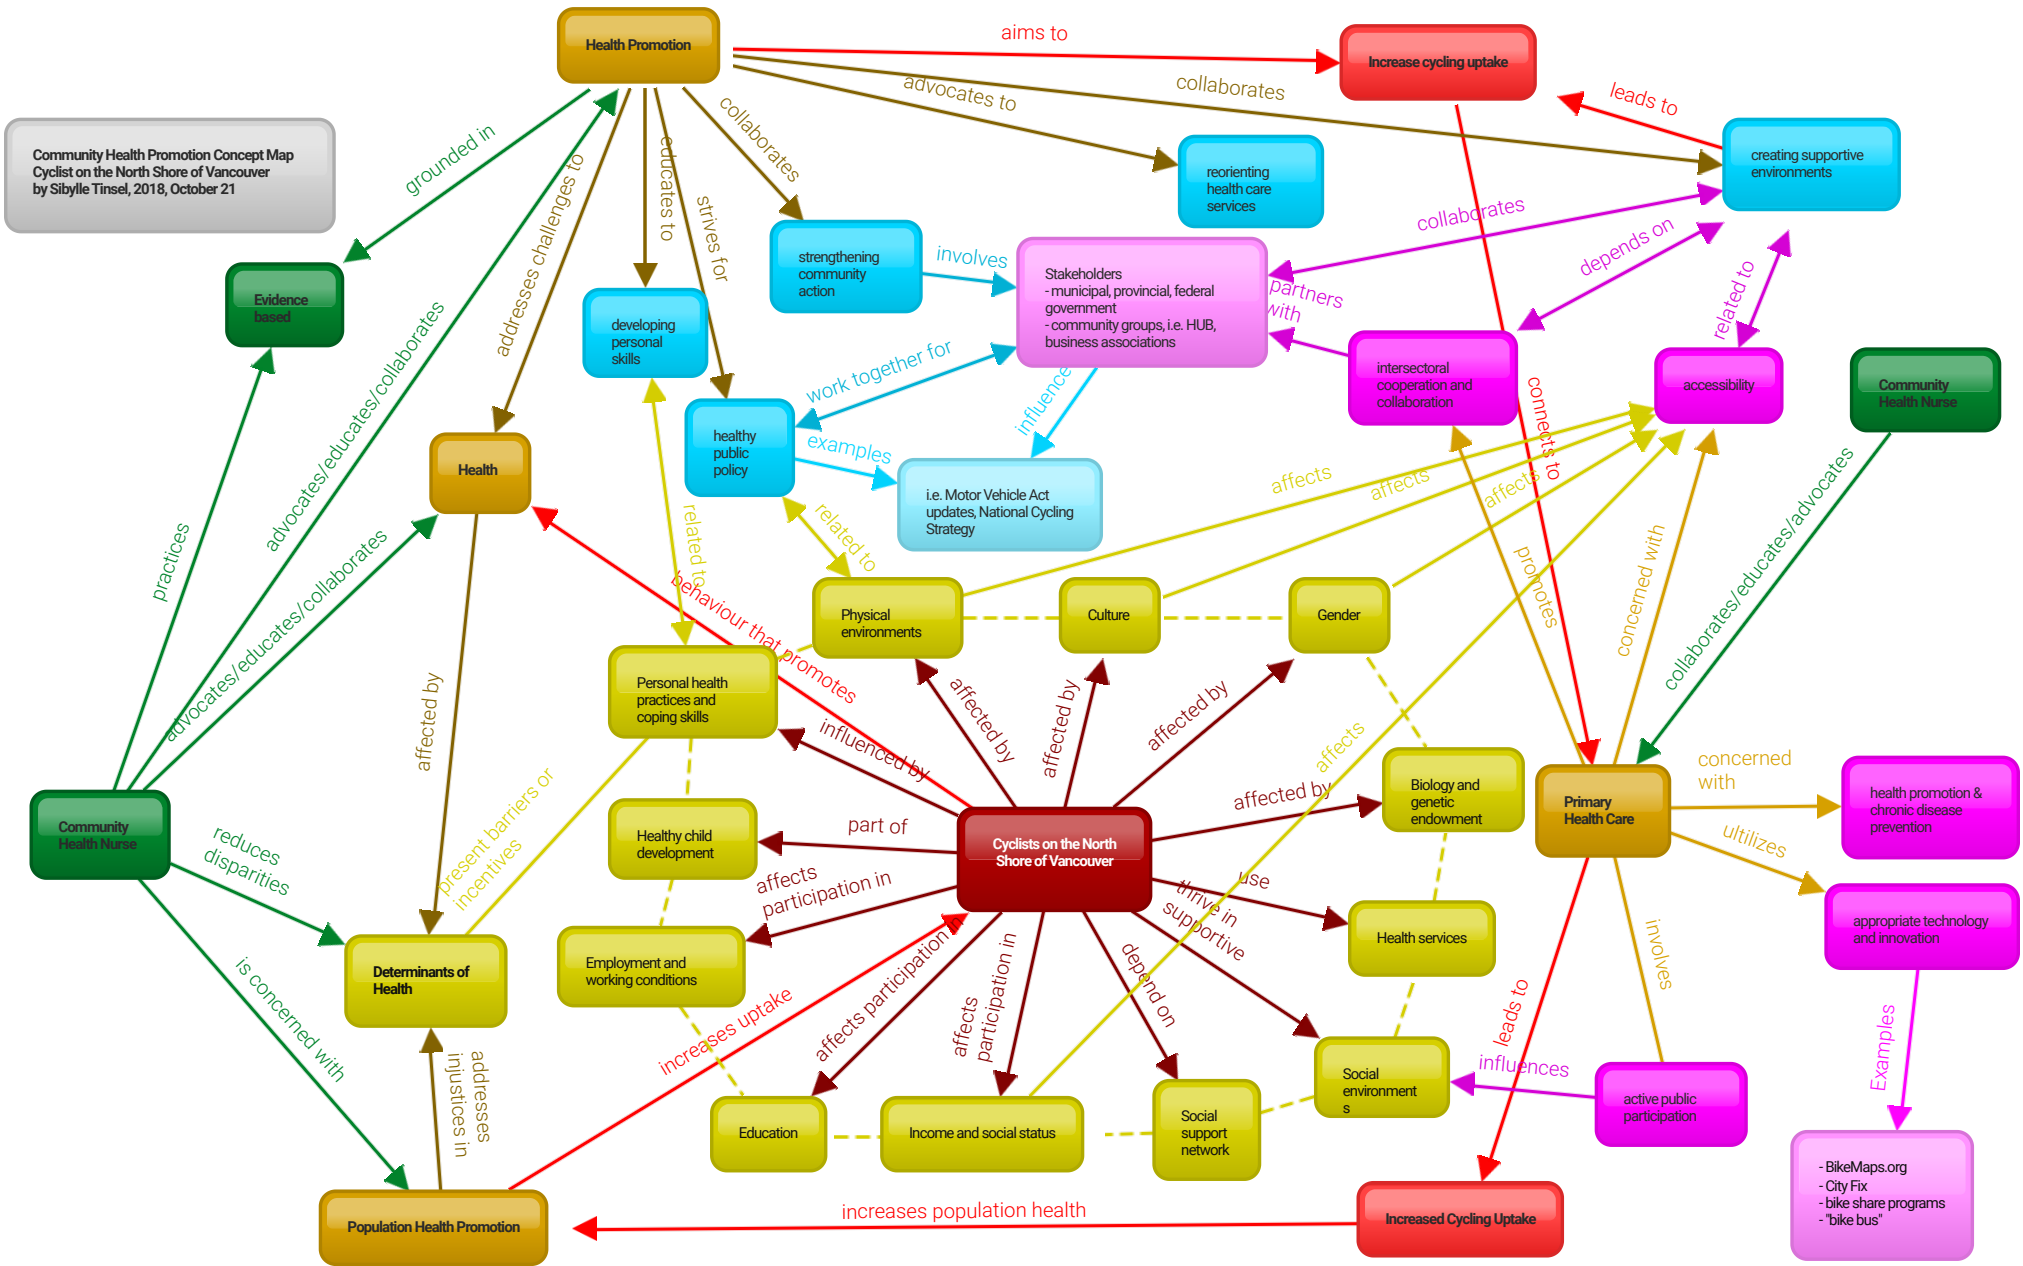 Health Promotion
aims to
Increase cycling uptake
collaborates
advocates to
leads to
collaborates
grounded in
Community Health Promotion Concept Map
Cyclist on the North Shore of Vancouver
by Sibylle Tinsel, 2018, October 21
creating supportive
environments
reorienting
health care
services
educates to
addresses challenges to
strives for
collaborates
strengthening
community
action
involves
Stakeholders
- municipal, provincial, federal
government
- community groups, i.e. HUB,
business associations
depends on
related to
partners
with
Evidence
based
developing
personal
skills
advocates/educates/collaborates
work together for
influence
intersectoral
cooperation and
collaboration
accessibility
Community
Health Nurse
connects to
Health
healthy
public
policy
examples
i.e. Motor Vehicle Act
updates, National Cycling
Strategy
affects
affects
affects
collaborates/educates/advocates
practices
advocates/educates/collaborates
related to
related to
behaviour that promotes
promotes
concerned with
Physical
environments
Culture
Gender
Personal health
practices and
coping skills
affected by
influenced by
affected by
affected by
affected by
affects
concerned
with
Primary
Health Care
health promotion &
chronic disease
prevention
Biology and
genetic
endowment
affected by
Community
Health Nurse
reduces
disparities
present barriers or
incentives
Healthy child
development
part of
Cyclists on the North
Shore of Vancouver
ultilizes
affects
participation in
use
thrive in
supportive
Health services
appropriate technology
and innovation
involves
Determinants of
Health
Employment and
working conditions
is concerned with
increases uptake
affects participation in
affects
participation in
depend on
leads to
Examples
addresses
injustices in
influences
Social
environment
s
active public
participation
Education
Income and social status
Social
support
network
- BikeMaps.org
- City Fix
- bike share programs
- "bike bus"
Population Health Promotion
increases population health
Increased Cycling Uptake